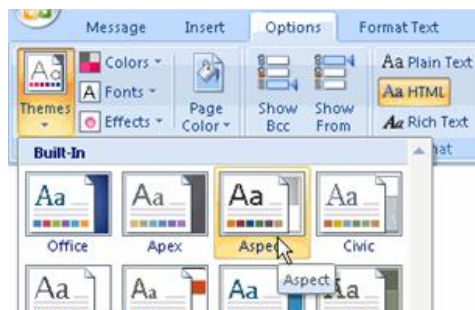 Message Insert Options Format Text
Colors
Fonts
Effects
Themes
Page Color
Show Bcc
Show From
Aa Plain Text
Aa HTML
Aa Rich Text
Built-In
Aa Aa Aa Aa
Office Apex Aspect Civic
Aspect
Aa Aa Aa Aa